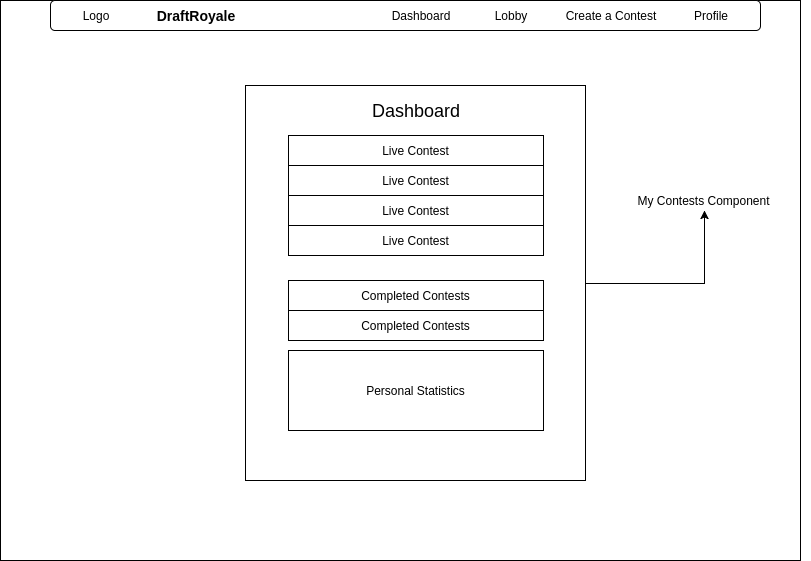 Logo DraftRoyale Dashboard Lobby Create a Contest Profile
Dashboard
Live Contest
Live Contest
Live Contest
Live Contest
My Contests Component
Completed Contests
Completed Contests
Personal Statistics